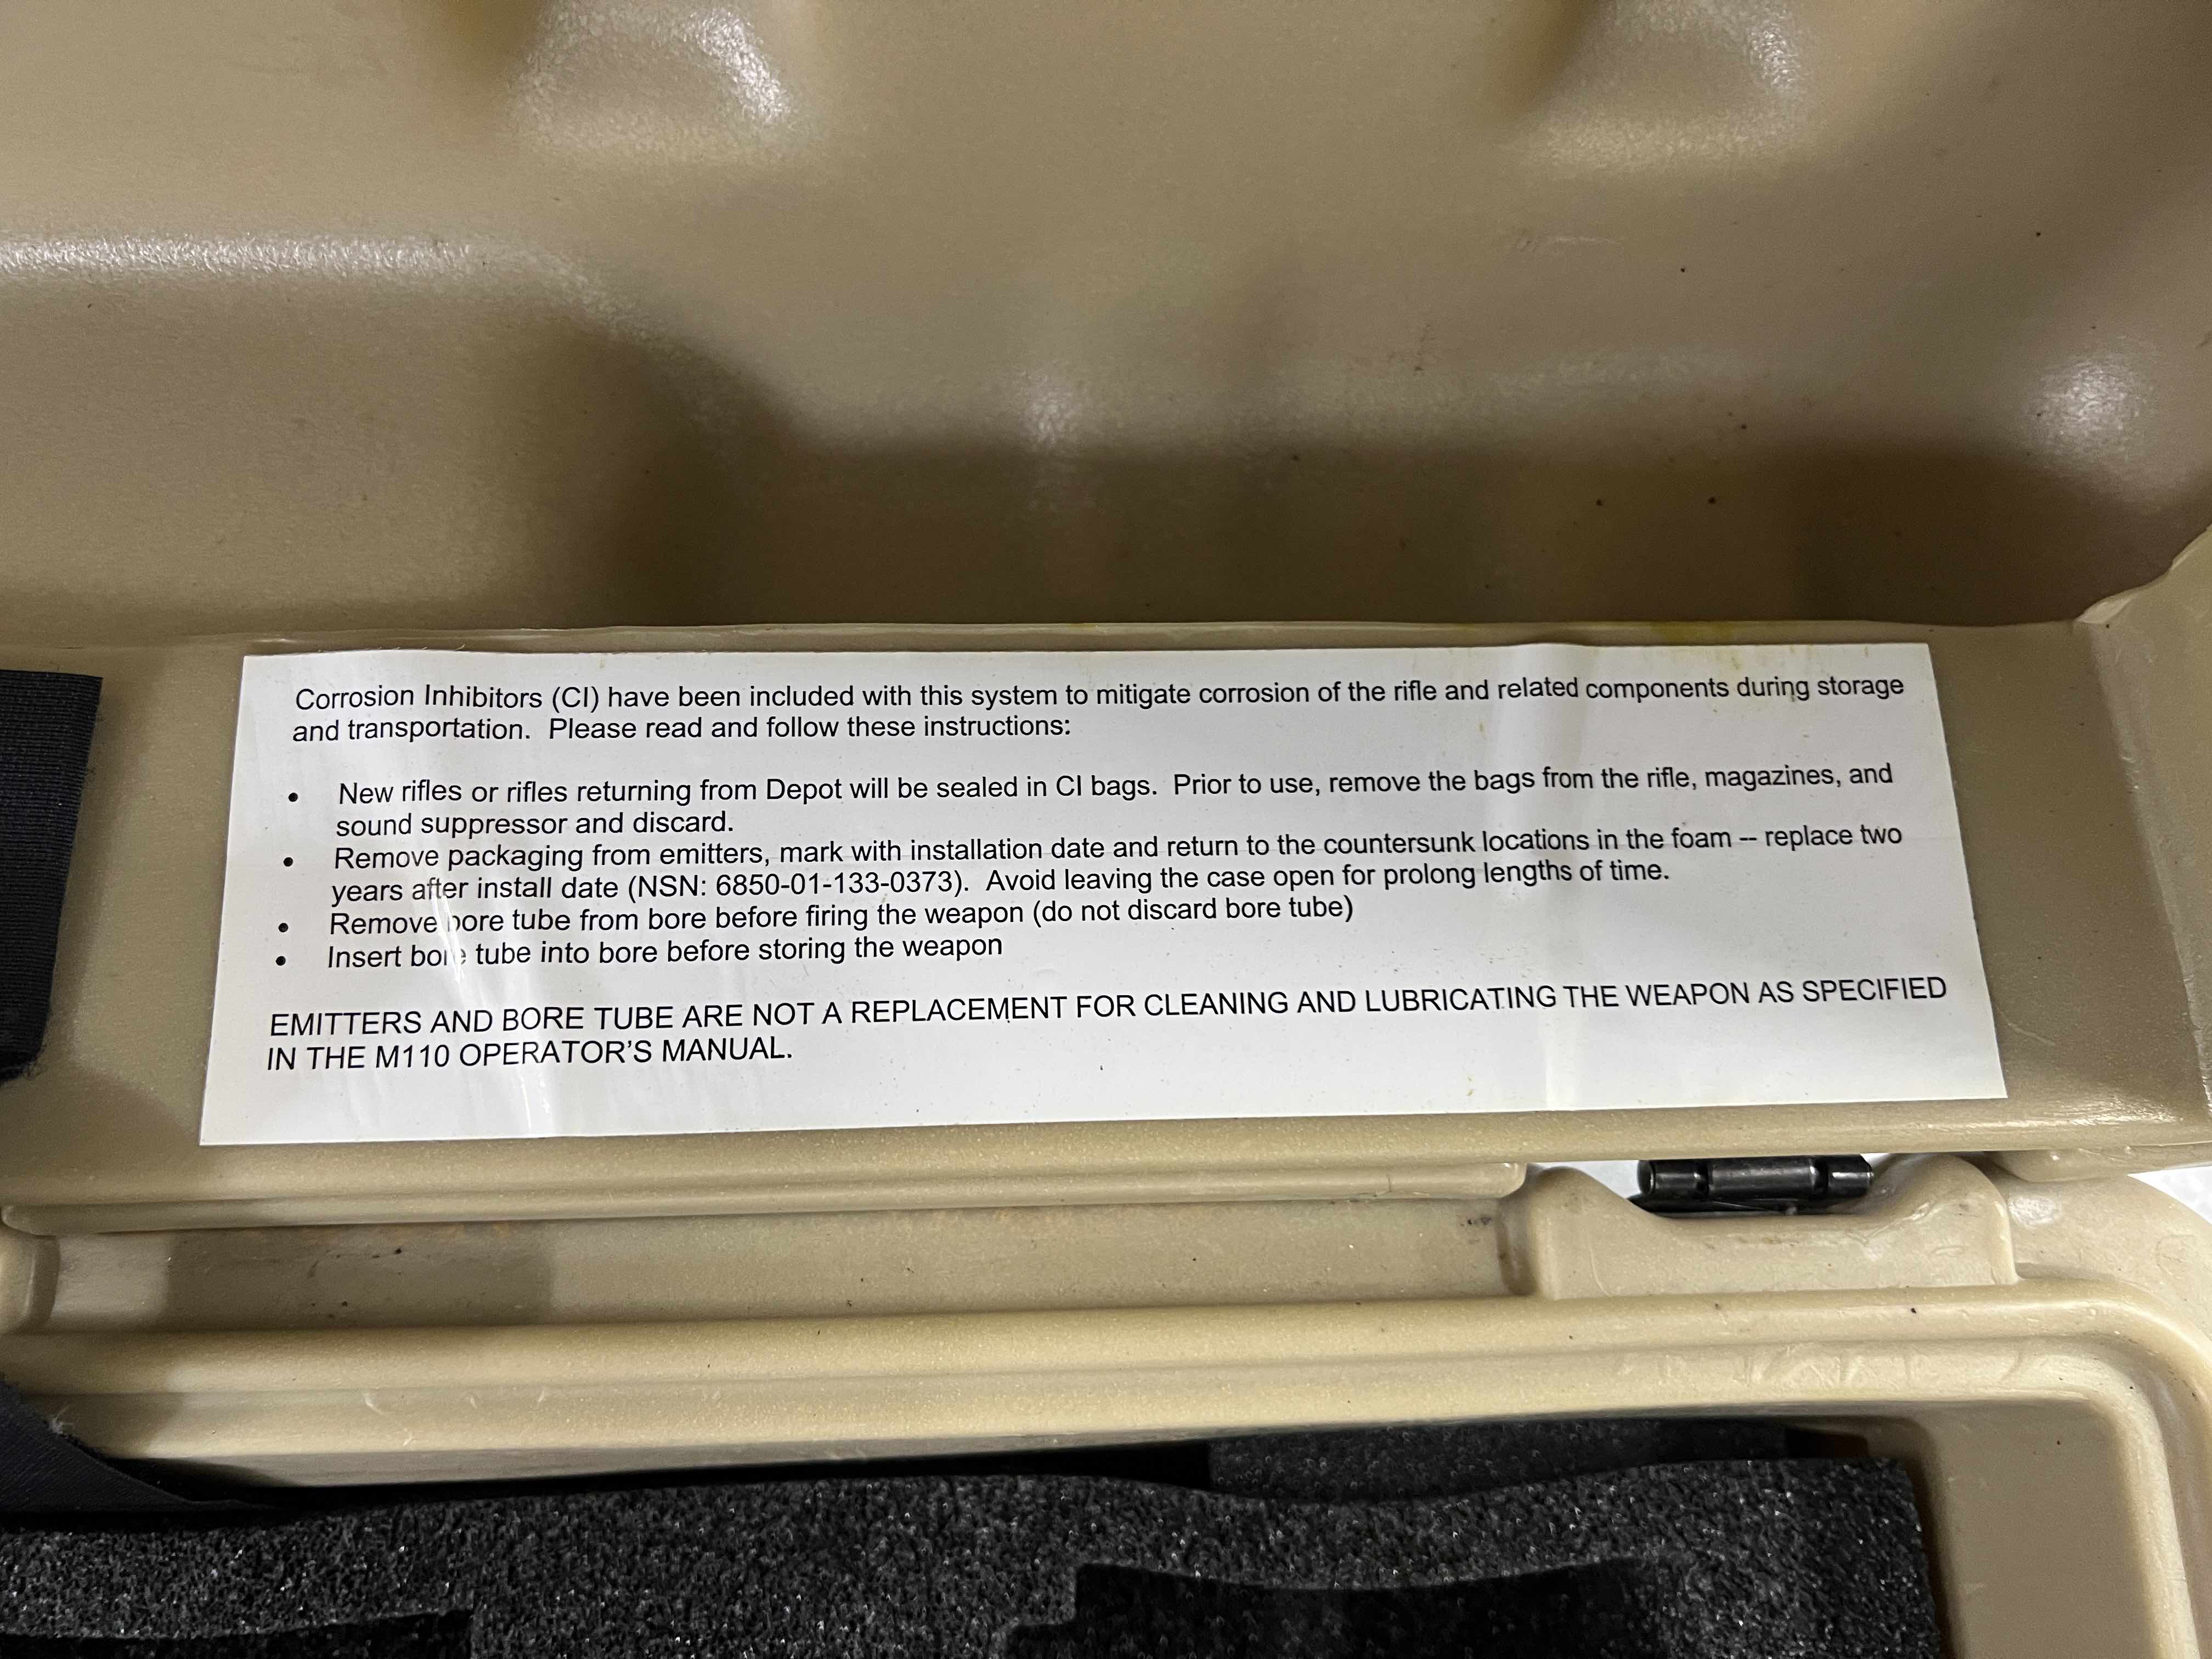 Corrosion Inhibitors (CI) have been included with this system to mitigate corrosion of the rifle and related components during storage
and transportation. Please read and follow these instructions:
• New rifles or rifles returning from Depot will be sealed in CI bags. Prior to use, remove the bags from the rifle, magazines, and
sound suppressor and discard.
• Remove packaging from emitters, mark with installation date and return to the countersunk locations in the foam -- replace two
years after install date (NSN: 6850-01-133-0373). Avoid leaving the case open for prolong lengths of time.
• Remove bore tube from bore before firing the weapon (do not discard bore tube)
• Insert bore tube into bore before storing the weapon
EMITTERS AND BORE TUBE ARE NOT A REPLACEMENT FOR CLEANING AND LUBRICATING THE WEAPON AS SPECIFIED
IN THE M110 OPERATOR'S MANUAL.